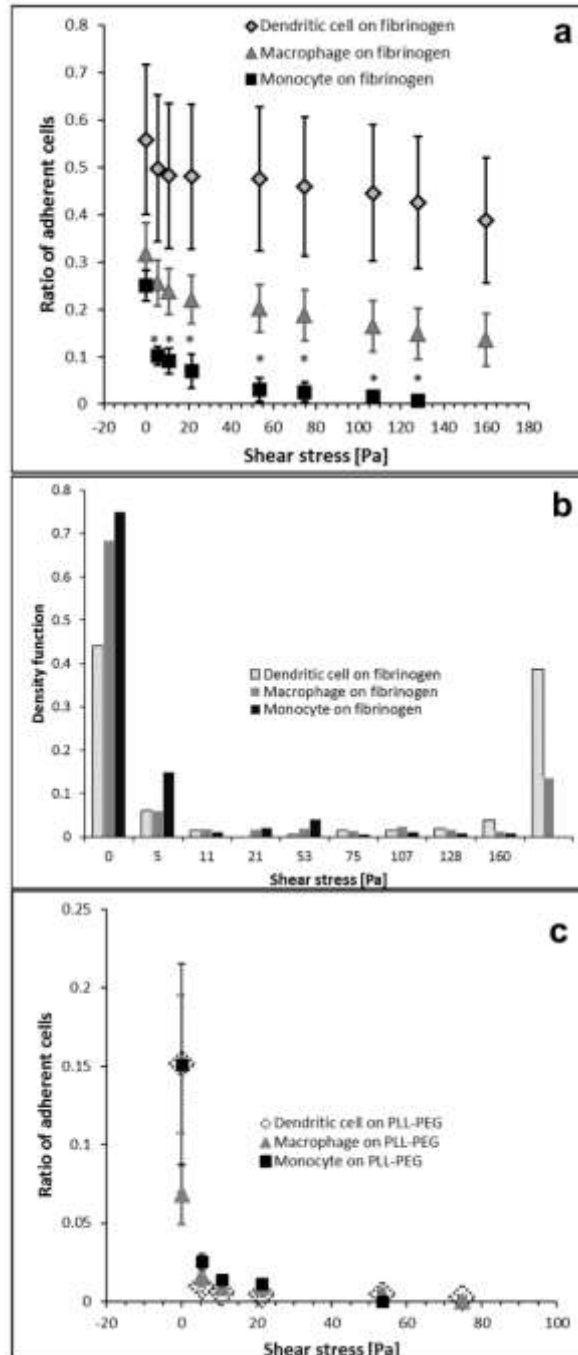 a
Dendritic cell on fibrinogen
Macrophage on fibrinogen
Monocyte on fibrinogen
Ratio of adherent cells
0.8
0.7
0.6
0.5
0.4
0.3
0.2
0.1
0
* * * * * * *
-20 0 20 40 60 80 100 120 140 160 180
Shear stress [Pa]
b
Density function
0.8
0.7
0.6
0.5
0.4
0.3
0.2
0.1
0
Dendritic cell on fibrinogen
Macrophage on fibrinogen
Monocyte on fibrinogen
0 5 11 21 53 75 107 128 160
Shear stress [Pa]
c
Ratio of adherent cells
0.25
0.2
0.15
0.1
0.05
0
Dendritic cell on PLL-PEG
Macrophage on PLL-PEG
Monocyte on PLL-PEG
-20 0 20 40 60 80 100
Shear stress [Pa]